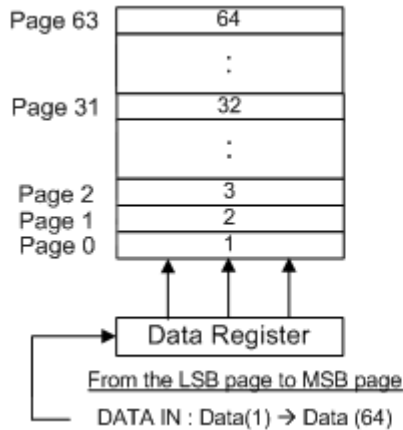 Page 63 64
:
Page 31 32
:
Page 2 3
Page 1 2
Page 0 1
Data Register
From the LSB page to MSB page
DATA IN : Data(1) → Data (64)